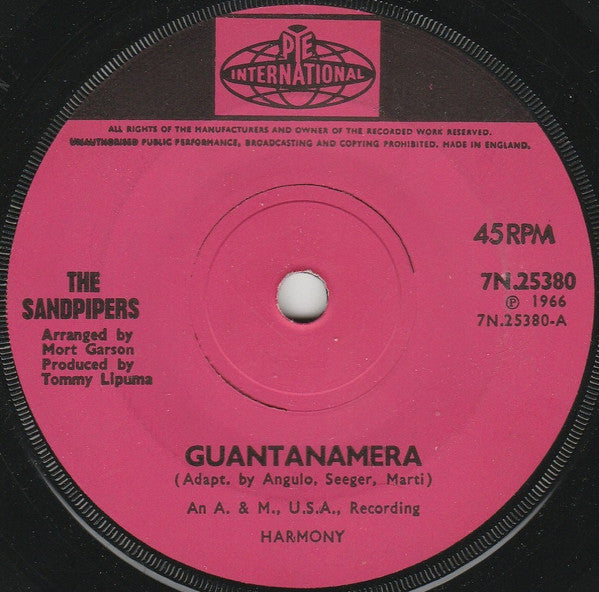 PYE
INTERNATIONAL
ALL RIGHTS OF THE MANUFACTURERS AND OWNER OF THE RECORDED WORK RESERVED.
UNAUTHORISED PUBLIC PERFORMANCE, BROADCASTING AND COPYING PROHIBITED. MADE IN ENGLAND.
45 RPM
THE
SANDPIPERS
Arranged by
Mort Garson
Produced by
Tommy Lipuma
7N.25380
Ⓟ 1966
7N.25380-A
GUANTANAMERA
(Adapt. by Angulo, Seeger, Marti)
An A. & M., U.S.A., Recording
HARMONY